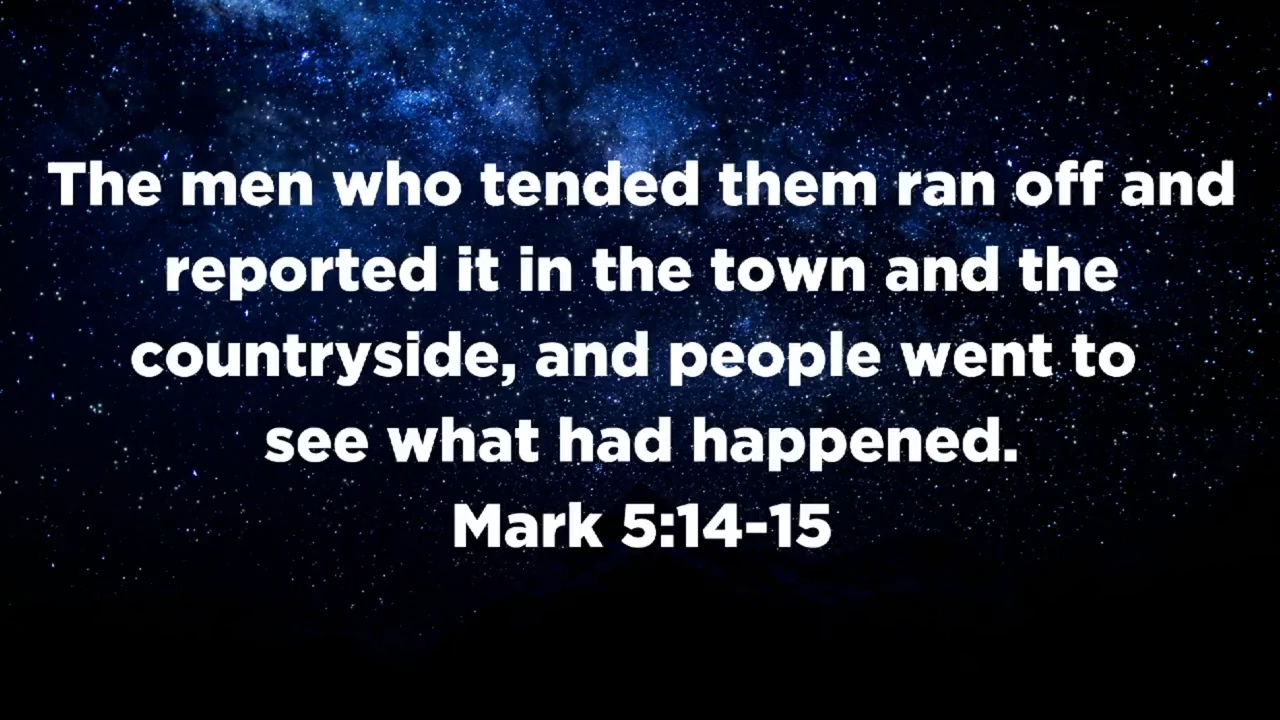 The men who tended them ran off and
reported it in the town and the
countryside, and people went to
see what had happened.
Mark 5:14-15